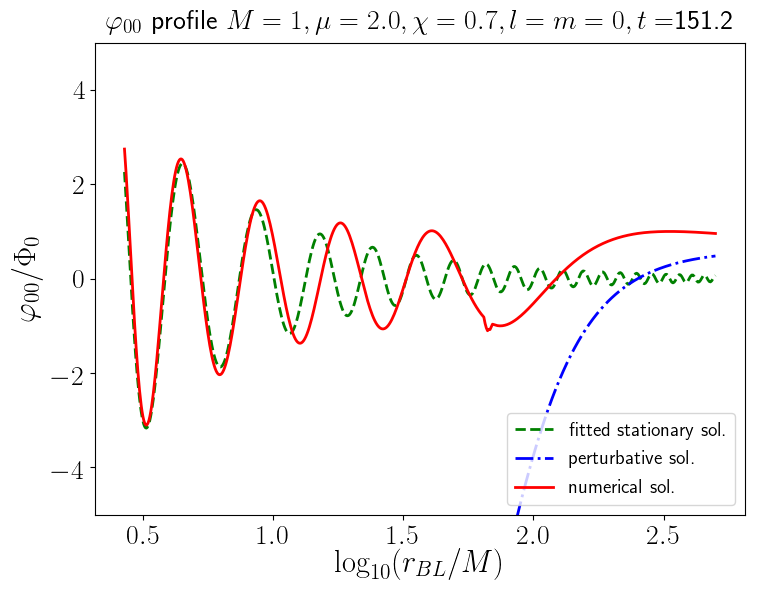 φ₀₀ profile M = 1, μ = 2.0, χ = 0.7, l = m = 0, t =151.2
φ₀₀/Φ₀
4
2
0
−2
−4
fitted stationary sol.
perturbative sol.
numerical sol.
0.5 1.0 1.5 2.0 2.5
log₁₀(r_BL/M)